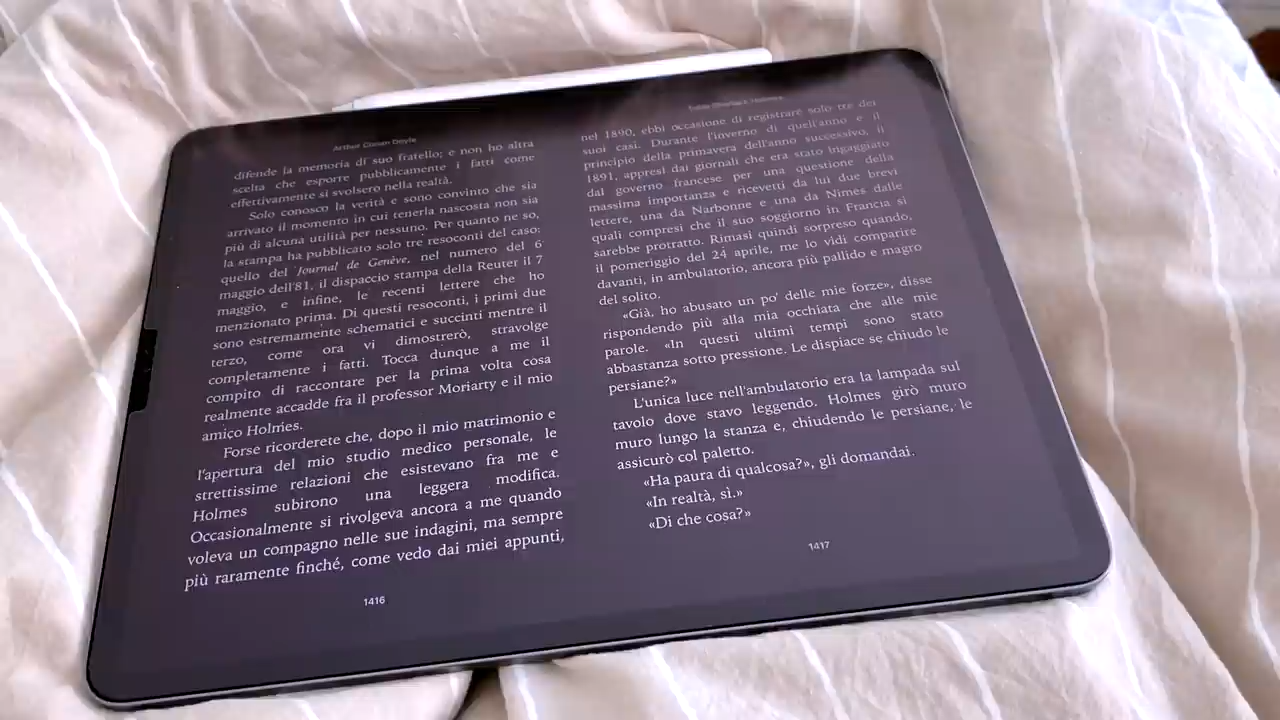 Arthur Conan Doyle
difende la memoria di suo fratello; e non ho altra
scelta che esporre pubblicamente i fatti come
effettivamente si svolsero nella realtà.
Solo conosco la verità e sono convinto che sia
arrivato il momento in cui tenerla nascosta non sia
più di alcuna utilità per nessuno. Per quanto ne so,
la stampa ha pubblicato solo tre resoconti del caso:
quello del Journal de Genève, nel numero del 6
maggio dell'81, il dispaccio stampa della Reuter il 7
maggio, e infine, le recenti lettere che ho
menzionato prima. Di questi resoconti, i primi due
sono estremamente schematici e succinti mentre il
terzo, come ora vi dimostrerò, stravolge
completamente i fatti. Tocca dunque a me il
compito di raccontare per la prima volta cosa
realmente accadde fra il professor Moriarty e il mio
amico Holmes.
Forse ricorderete che, dopo il mio matrimonio e
l'apertura del mio studio medico personale, le
strettissime relazioni che esistevano fra me e
Holmes subirono una leggera modifica.
Occasionalmente si rivolgeva ancora a me quando
voleva un compagno nelle sue indagini, ma sempre
più raramente finché, come vedo dai miei appunti,
1416
Tutto Sherlock Holmes
nel 1890, ebbi occasione di registrare solo tre dei
suoi casi. Durante l'inverno di quell'anno e il
principio della primavera dell'anno successivo, il
1891, appresi dai giornali che era stato ingaggiato
dal governo francese per una questione della
massima importanza e ricevetti da lui due brevi
lettere, una da Narbonne e una da Nimes dalle
quali compresi che il suo soggiorno in Francia si
sarebbe protratto. Rimasi quindi sorpreso quando,
il pomeriggio del 24 aprile, me lo vidi comparire
davanti, in ambulatorio, ancora più pallido e magro
del solito.
«Già, ho abusato un po' delle mie forze», disse
rispondendo più alla mia occhiata che alle mie
parole. «In questi ultimi tempi sono stato
abbastanza sotto pressione. Le dispiace se chiudo le
persiane?»
L'unica luce nell'ambulatorio era la lampada sul
tavolo dove stavo leggendo. Holmes girò muro
muro lungo la stanza e, chiudendo le persiane, le
assicurò col paletto.
«Ha paura di qualcosa?», gli domandai.
«In realtà, sì.»
«Di che cosa?»
1417